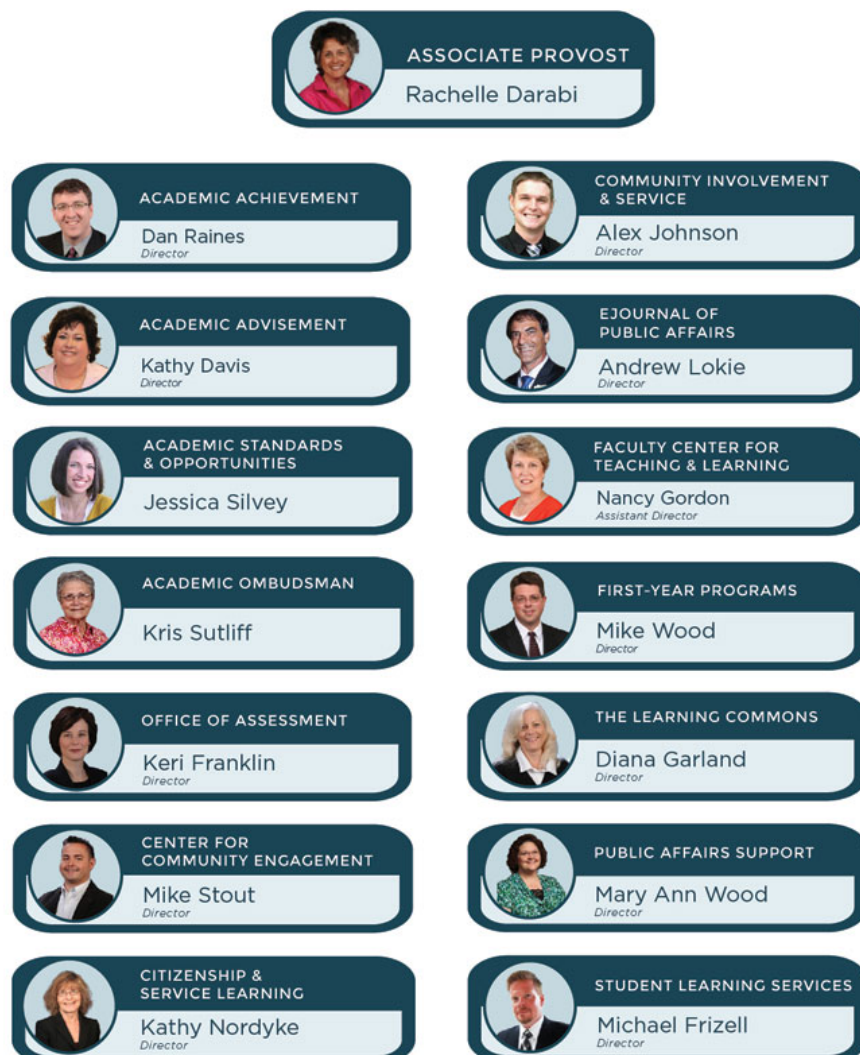 ASSOCIATE PROVOST
Rachelle Darabi
ACADEMIC ACHIEVEMENT
Dan Raines
Director
ACADEMIC ADVISEMENT
Kathy Davis
Director
ACADEMIC STANDARDS
& OPPORTUNITIES
Jessica Silvey
ACADEMIC OMBUDSMAN
Kris Sutliff
OFFICE OF ASSESSMENT
Keri Franklin
Director
CENTER FOR
COMMUNITY ENGAGEMENT
Mike Stout
Director
CITIZENSHIP &
SERVICE LEARNING
Kathy Nordyke
Director
COMMUNITY INVOLVEMENT
& SERVICE
Alex Johnson
Director
EJOURNAL OF
PUBLIC AFFAIRS
Andrew Lokie
Director
FACULTY CENTER FOR
TEACHING & LEARNING
Nancy Gordon
Assistant Director
FIRST-YEAR PROGRAMS
Mike Wood
Director
THE LEARNING COMMONS
Diana Garland
Director
PUBLIC AFFAIRS SUPPORT
Mary Ann Wood
Director
STUDENT LEARNING SERVICES
Michael Frizell
Director